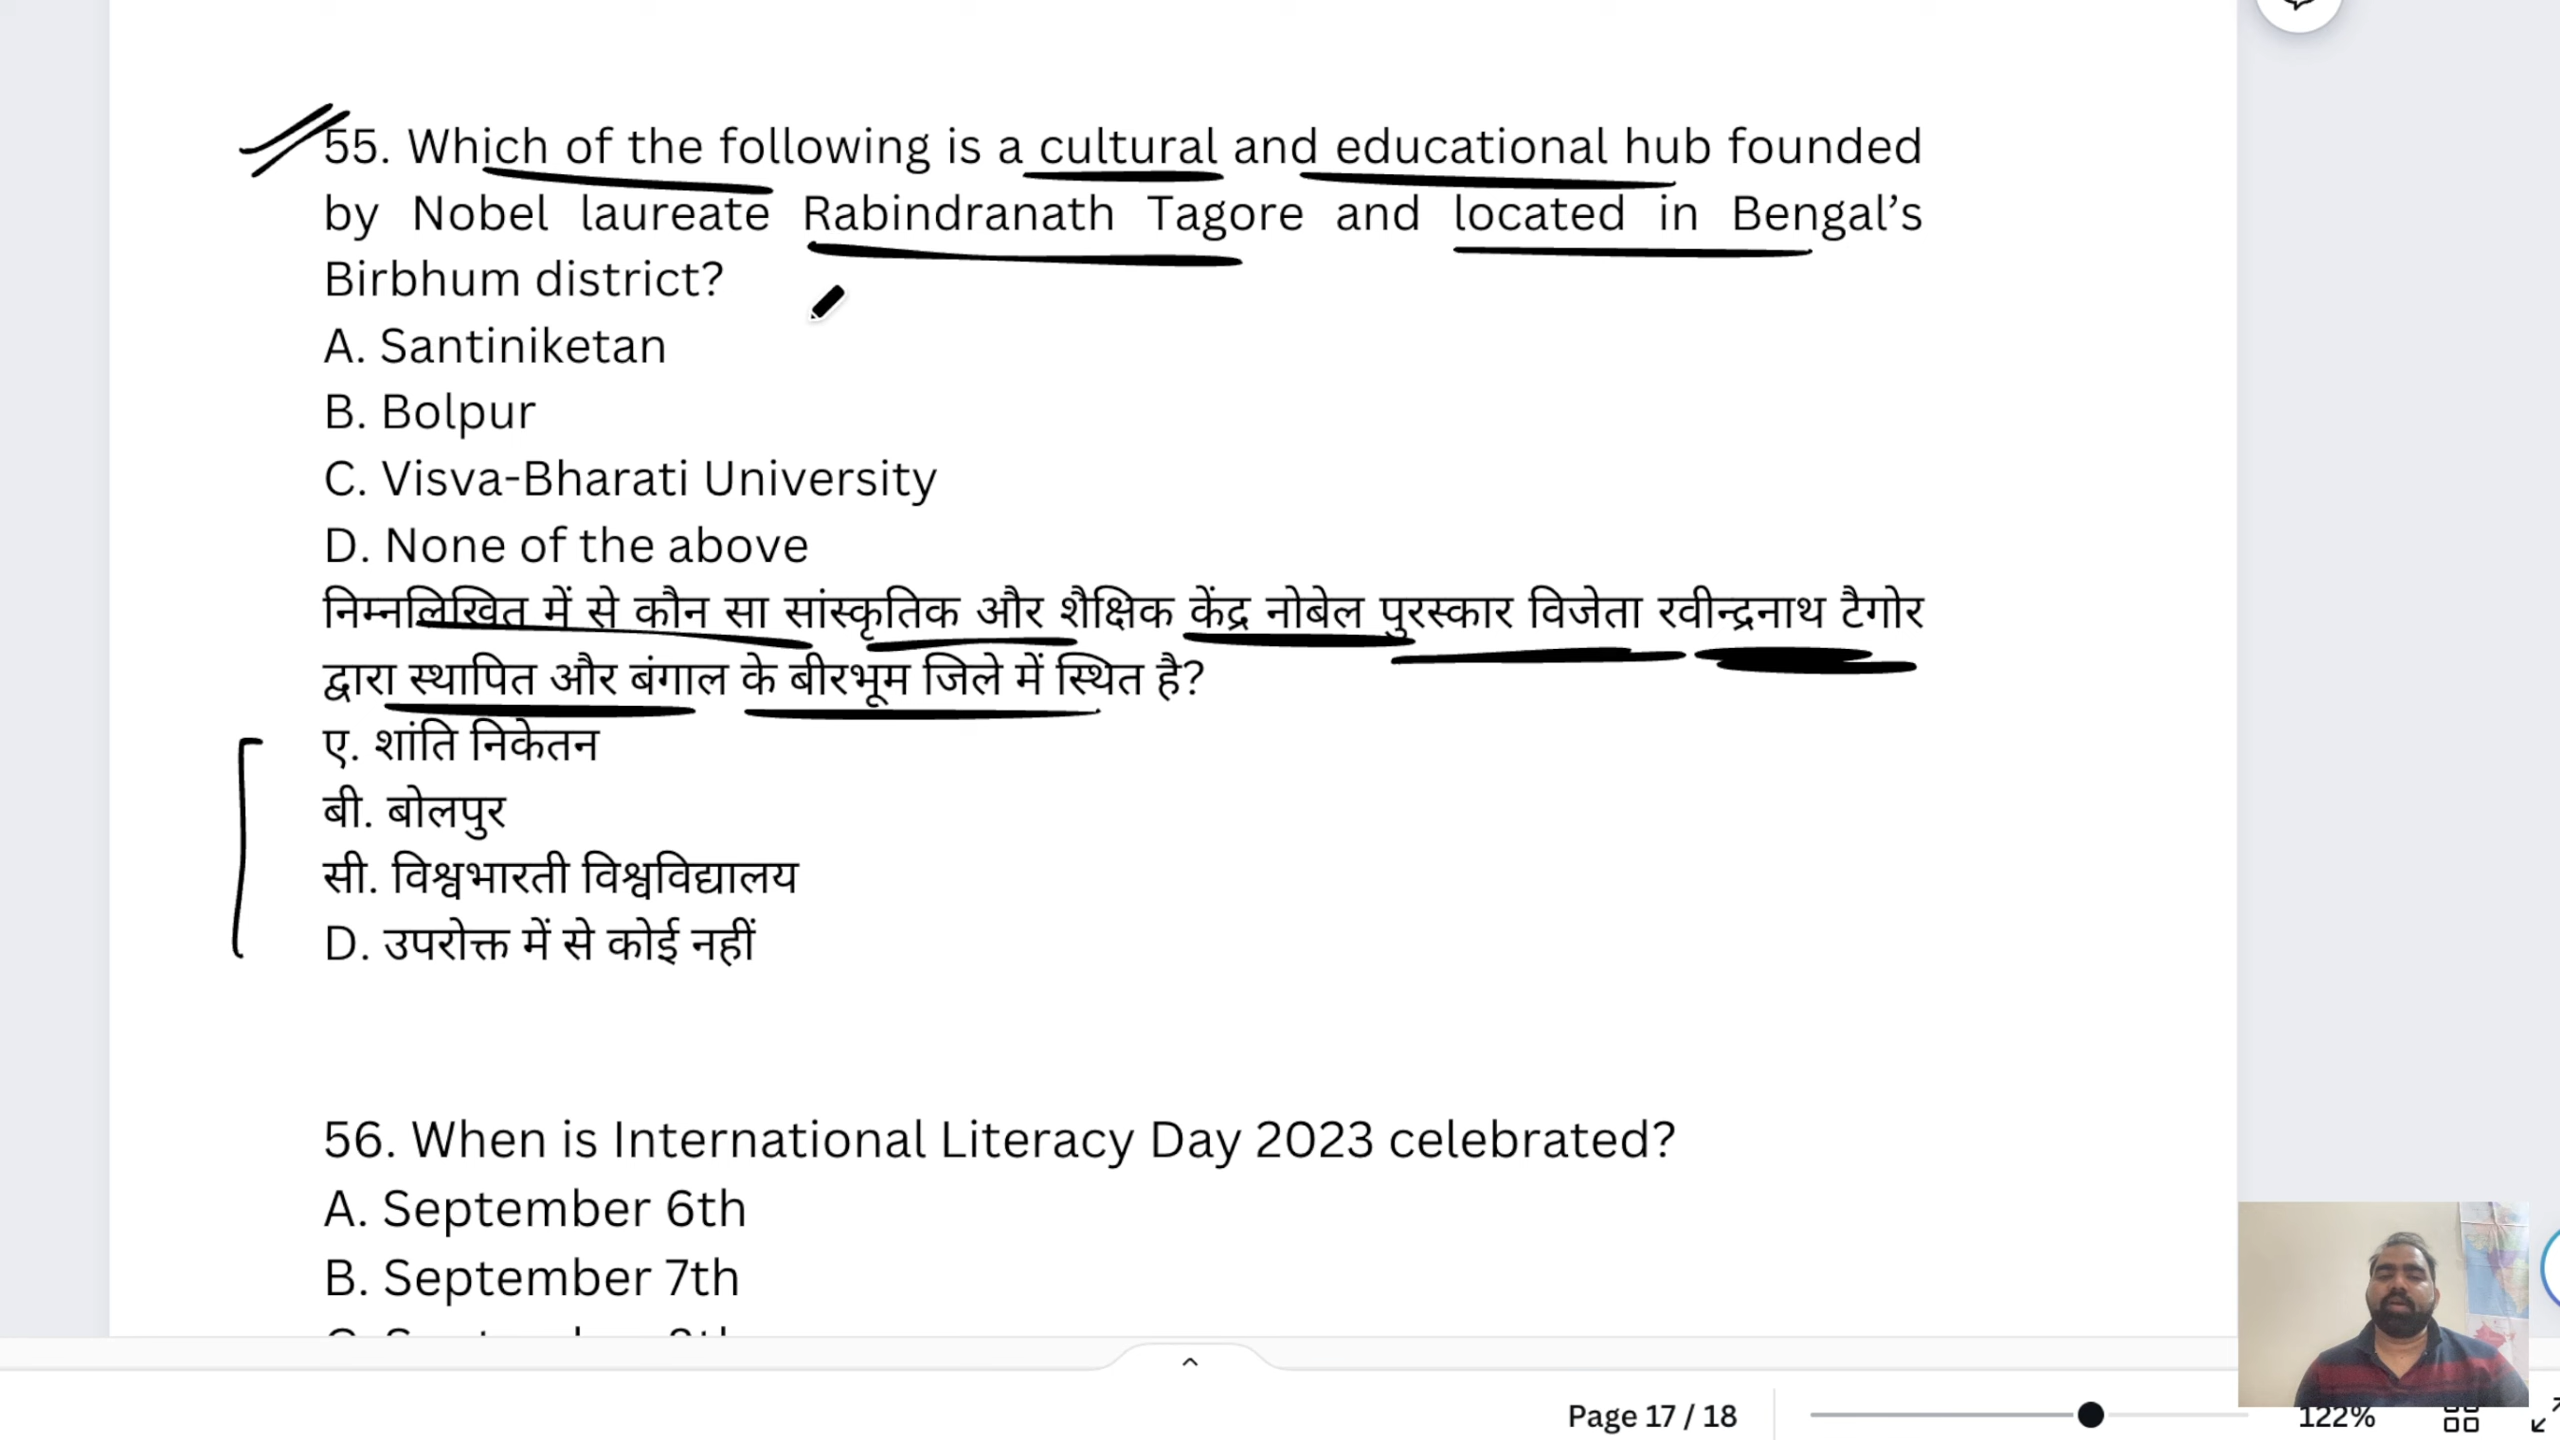 55. Which of the following is a cultural and educational hub founded
by Nobel laureate Rabindranath Tagore and located in Bengal's
Birbhum district?
A. Santiniketan
B. Bolpur
C. Visva-Bharati University
D. None of the above
निम्नलिखित में से कौन सा सांस्कृतिक और शैक्षिक केंद्र नोबेल पुरस्कार विजेता रवीन्द्रनाथ टैगोर
द्वारा स्थापित और बंगाल के बीरभूम जिले में स्थित है?
ए. शांति निकेतन
बी. बोलपुर
सी. विश्वभारती विश्वविद्यालय
D. उपरोक्त में से कोई नहीं
56. When is International Literacy Day 2023 celebrated?
A. September 6th
B. September 7th
Page 17 / 18
122%